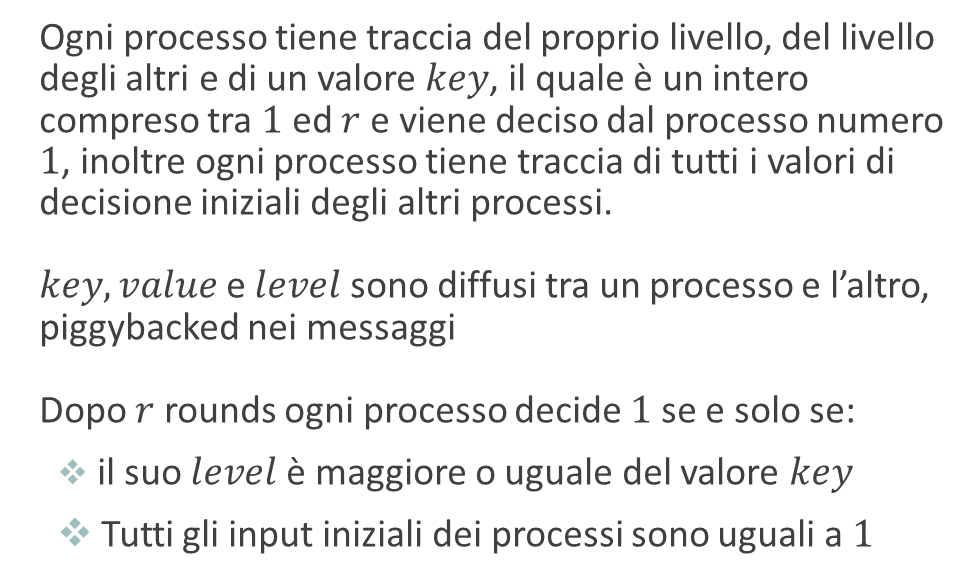 Ogni processo tiene traccia del proprio livello, del livello
degli altri e di un valore key, il quale è un intero
compreso tra 1 ed r e viene deciso dal processo numero
1, inoltre ogni processo tiene traccia di tutti i valori di
decisione iniziali degli altri processi.
key, value e level sono diffusi tra un processo e l’altro,
piggybacked nei messaggi
Dopo r rounds ogni processo decide 1 se e solo se:
❖ il suo level è maggiore o uguale del valore key
❖ Tutti gli input iniziali dei processi sono uguali a 1